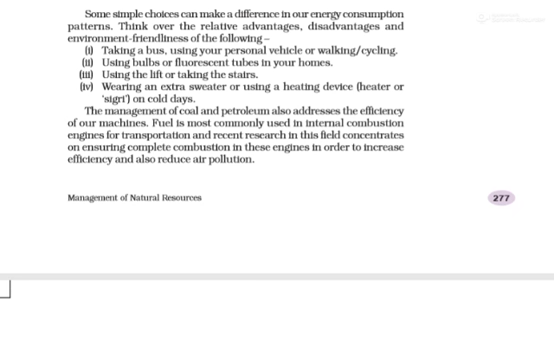 Some simple choices can make a difference in our energy consumption
patterns. Think over the relative advantages, disadvantages and
environment-friendliness of the following –
(i) Taking a bus, using your personal vehicle or walking/cycling.
(ii) Using bulbs or fluorescent tubes in your homes.
(iii) Using the lift or taking the stairs.
(iv) Wearing an extra sweater or using a heating device (heater or
'sigri') on cold days.
The management of coal and petroleum also addresses the efficiency
of our machines. Fuel is most commonly used in internal combustion
engines for transportation and recent research in this field concentrates
on ensuring complete combustion in these engines in order to increase
efficiency and also reduce air pollution.
Management of Natural Resources
277